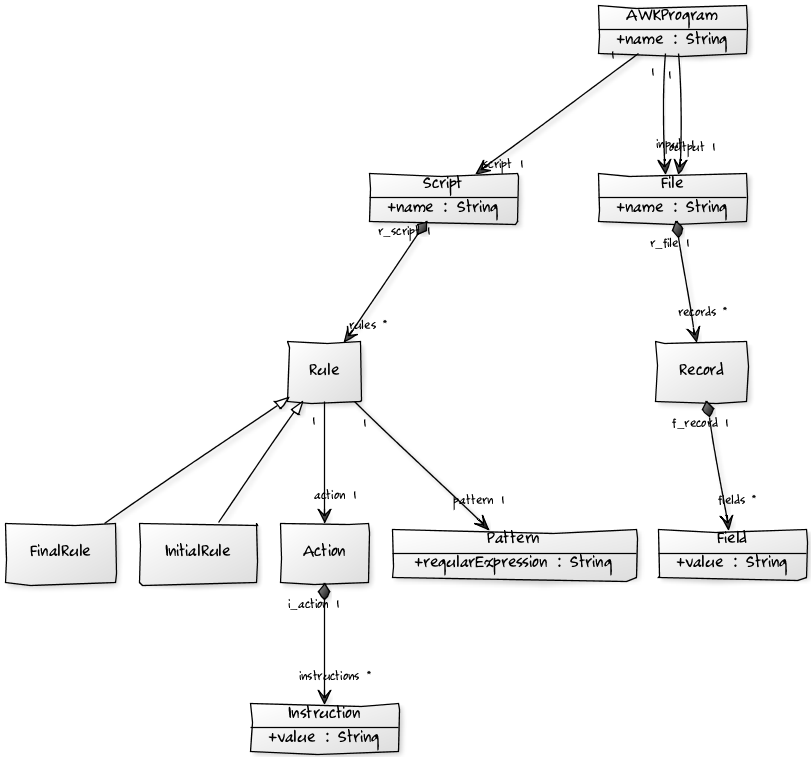 AWKProgram
+name : String
1
1
1
script 1
input
output 1
Script
+name : String
File
+name : String
r_script 1
r_file 1
rules *
records *
Rule
Record
1
1
f_record 1
action 1
pattern 1
fields *
FinalRule
InitialRule
Action
Pattern
+regularExpression : String
Field
+value : String
i_action 1
instructions *
Instruction
+value : String